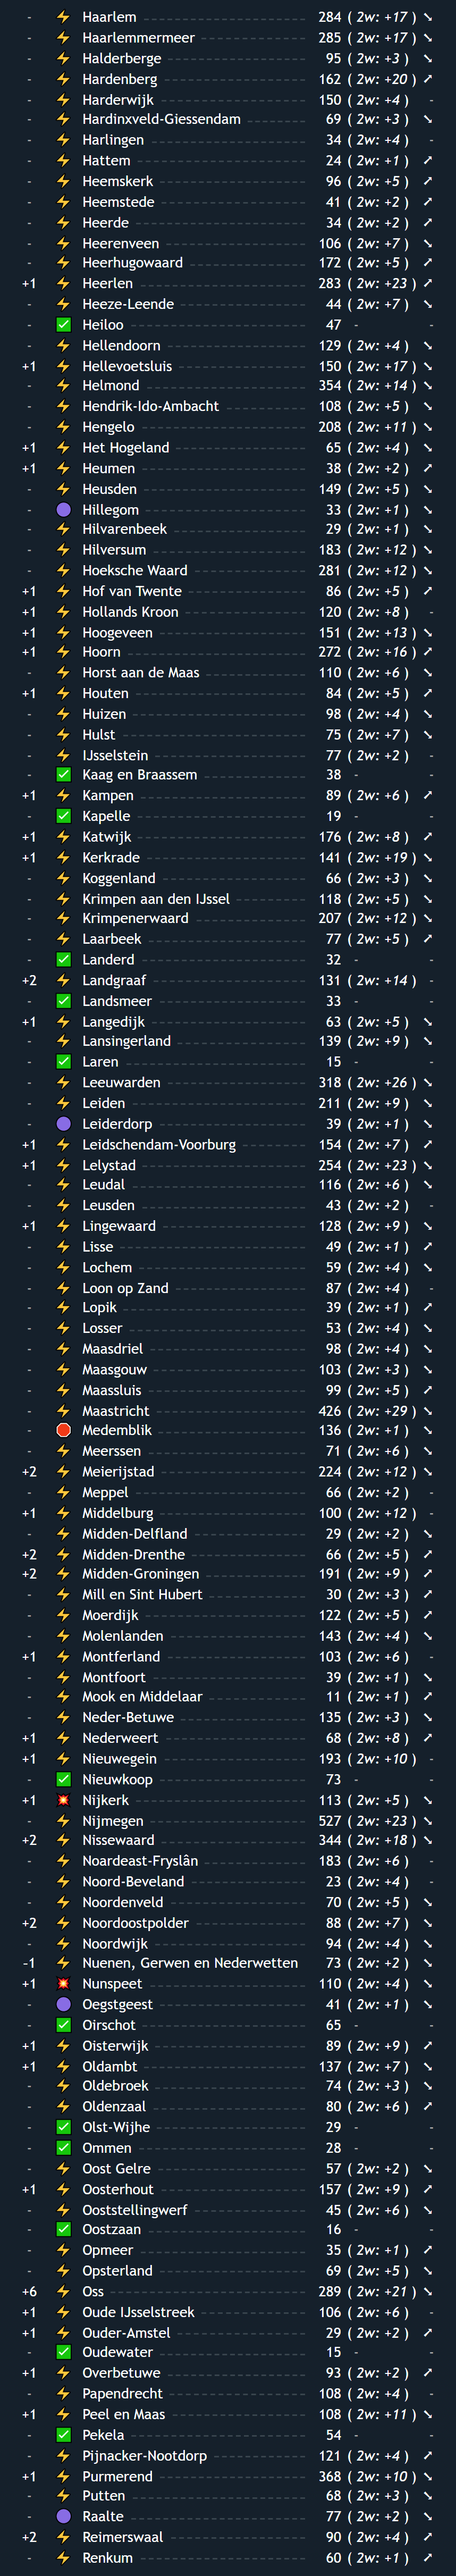 - ⚡ Haarlem 284 ( 2w: +17 ) ↘
- ⚡ Haarlemmermeer 285 ( 2w: +17 ) ↘
- ⚡ Halderberge 95 ( 2w: +3 ) ↘
- ⚡ Hardenberg 162 ( 2w: +20 ) ↗
- ⚡ Harderwijk 150 ( 2w: +4 ) -
- ⚡ Hardinxveld-Giessendam 69 ( 2w: +3 ) ↘
- ⚡ Harlingen 34 ( 2w: +4 ) -
- ⚡ Hattem 24 ( 2w: +1 ) ↗
- ⚡ Heemskerk 96 ( 2w: +5 ) ↗
- ⚡ Heemstede 41 ( 2w: +2 ) ↗
- ⚡ Heerde 34 ( 2w: +2 ) ↗
- ⚡ Heerenveen 106 ( 2w: +7 ) ↘
- ⚡ Heerhugowaard 172 ( 2w: +5 ) ↗
+1 ⚡ Heerlen 283 ( 2w: +23 ) ↗
- ⚡ Heeze-Leende 44 ( 2w: +7 ) ↘
- ✅ Heiloo 47 - -
- ⚡ Hellendoorn 129 ( 2w: +4 ) ↘
+1 ⚡ Hellevoetsluis 150 ( 2w: +17 ) ↘
- ⚡ Helmond 354 ( 2w: +14 ) ↘
- ⚡ Hendrik-Ido-Ambacht 108 ( 2w: +5 ) ↘
- ⚡ Hengelo 208 ( 2w: +11 ) ↘
+1 ⚡ Het Hogeland 65 ( 2w: +4 ) ↘
+1 ⚡ Heumen 38 ( 2w: +2 ) ↗
- ⚡ Heusden 149 ( 2w: +5 ) ↘
- 🟣 Hillegom 33 ( 2w: +1 ) ↘
- ⚡ Hilvarenbeek 29 ( 2w: +1 ) ↘
- ⚡ Hilversum 183 ( 2w: +12 ) ↘
- ⚡ Hoeksche Waard 281 ( 2w: +12 ) ↘
+1 ⚡ Hof van Twente 86 ( 2w: +5 ) ↗
+1 ⚡ Hollands Kroon 120 ( 2w: +8 ) -
+1 ⚡ Hoogeveen 151 ( 2w: +13 ) ↘
+1 ⚡ Hoorn 272 ( 2w: +16 ) ↗
- ⚡ Horst aan de Maas 110 ( 2w: +6 ) ↘
+1 ⚡ Houten 84 ( 2w: +5 ) ↗
- ⚡ Huizen 98 ( 2w: +4 ) ↘
- ⚡ Hulst 75 ( 2w: +7 ) ↘
- ⚡ IJsselstein 77 ( 2w: +2 ) -
- ✅ Kaag en Braassem 38 - -
+1 ⚡ Kampen 89 ( 2w: +6 ) ↗
- ✅ Kapelle 19 - -
+1 ⚡ Katwijk 176 ( 2w: +8 ) ↗
+1 ⚡ Kerkrade 141 ( 2w: +19 ) ↘
- ⚡ Koggenland 66 ( 2w: +3 ) ↘
- ⚡ Krimpen aan den IJssel 118 ( 2w: +5 ) ↘
- ⚡ Krimpenerwaard 207 ( 2w: +12 ) ↘
- ⚡ Laarbeek 77 ( 2w: +5 ) ↗
- ✅ Landerd 32 - -
+2 ⚡ Landgraaf 131 ( 2w: +14 ) -
- ✅ Landsmeer 33 - -
+1 ⚡ Langedijk 63 ( 2w: +5 ) ↘
- ⚡ Lansingerland 139 ( 2w: +9 ) ↘
- ✅ Laren 15 - -
- ⚡ Leeuwarden 318 ( 2w: +26 ) ↘
- ⚡ Leiden 211 ( 2w: +9 ) ↘
- 🟣 Leiderdorp 39 ( 2w: +1 ) ↘
+1 ⚡ Leidschendam-Voorburg 154 ( 2w: +7 ) ↗
+1 ⚡ Lelystad 254 ( 2w: +23 ) ↘
- ⚡ Leudal 116 ( 2w: +6 ) ↘
- ⚡ Leusden 43 ( 2w: +2 ) -
+1 ⚡ Lingewaard 128 ( 2w: +9 ) ↘
- ⚡ Lisse 49 ( 2w: +1 ) ↗
- ⚡ Lochem 59 ( 2w: +4 ) ↘
- ⚡ Loon op Zand 87 ( 2w: +4 ) -
- ⚡ Lopik 39 ( 2w: +1 ) ↗
- ⚡ Losser 53 ( 2w: +4 ) ↘
- ⚡ Maasdriel 98 ( 2w: +4 ) ↘
- ⚡ Maasgouw 103 ( 2w: +3 ) ↘
- ⚡ Maassluis 99 ( 2w: +5 ) ↗
- ⚡ Maastricht 426 ( 2w: +29 ) ↘
- 🛑 Medemblik 136 ( 2w: +1 ) ↘
- ⚡ Meerssen 71 ( 2w: +6 ) ↘
+2 ⚡ Meierijstad 224 ( 2w: +12 ) ↘
- ⚡ Meppel 66 ( 2w: +2 ) -
+1 ⚡ Middelburg 100 ( 2w: +12 ) -
- ⚡ Midden-Delfland 29 ( 2w: +2 ) ↘
+2 ⚡ Midden-Drenthe 66 ( 2w: +5 ) ↗
+2 ⚡ Midden-Groningen 191 ( 2w: +9 ) ↗
- ⚡ Mill en Sint Hubert 30 ( 2w: +3 ) ↗
- ⚡ Moerdijk 122 ( 2w: +5 ) ↗
- ⚡ Molenlanden 143 ( 2w: +4 ) ↘
+1 ⚡ Montferland 103 ( 2w: +6 ) -
- ⚡ Montfoort 39 ( 2w: +1 ) ↘
- ⚡ Mook en Middelaar 11 ( 2w: +1 ) ↗
- ⚡ Neder-Betuwe 135 ( 2w: +3 ) ↘
+1 ⚡ Nederweert 68 ( 2w: +8 ) ↗
+1 ⚡ Nieuwegein 193 ( 2w: +10 ) -
- ✅ Nieuwkoop 73 - -
+1 💥 Nijkerk 113 ( 2w: +5 ) ↘
- ⚡ Nijmegen 527 ( 2w: +23 ) ↘
+2 ⚡ Nissewaard 344 ( 2w: +18 ) ↘
- ⚡ Noardeast-Fryslân 183 ( 2w: +6 ) -
- ⚡ Noord-Beveland 23 ( 2w: +4 ) -
- ⚡ Noordenveld 70 ( 2w: +5 ) ↘
+2 ⚡ Noordoostpolder 88 ( 2w: +7 ) ↘
- ⚡ Noordwijk 94 ( 2w: +4 ) ↘
-1 ⚡ Nuenen, Gerwen en Nederwetten 73 ( 2w: +2 ) ↘
+1 💥 Nunspeet 110 ( 2w: +4 ) ↘
- 🟣 Oegstgeest 41 ( 2w: +1 ) ↘
- ✅ Oirschot 65 - -
+1 ⚡ Oisterwijk 89 ( 2w: +9 ) ↗
+1 ⚡ Oldambt 137 ( 2w: +7 ) ↘
- ⚡ Oldebroek 74 ( 2w: +3 ) ↘
- ⚡ Oldenzaal 80 ( 2w: +6 ) ↗
- ✅ Olst-Wijhe 29 - -
- ✅ Ommen 28 - -
- ⚡ Oost Gelre 57 ( 2w: +2 ) ↘
+1 ⚡ Oosterhout 157 ( 2w: +9 ) ↗
- ⚡ Ooststellingwerf 45 ( 2w: +6 ) ↘
- ✅ Oostzaan 16 - -
- ⚡ Opmeer 35 ( 2w: +1 ) ↗
- ⚡ Opsterland 69 ( 2w: +5 ) ↘
+6 ⚡ Oss 289 ( 2w: +21 ) ↘
+1 ⚡ Oude IJsselstreek 106 ( 2w: +6 ) -
+1 ⚡ Ouder-Amstel 29 ( 2w: +2 ) ↗
- ✅ Oudewater 15 - -
+1 ⚡ Overbetuwe 93 ( 2w: +2 ) ↗
- ⚡ Papendrecht 108 ( 2w: +4 ) -
+1 ⚡ Peel en Maas 108 ( 2w: +11 ) ↘
- ✅ Pekela 54 - -
- ⚡ Pijnacker-Nootdorp 121 ( 2w: +4 ) ↗
+1 ⚡ Purmerend 368 ( 2w: +10 ) ↘
- ⚡ Putten 68 ( 2w: +3 ) ↘
- 🟣 Raalte 77 ( 2w: +2 ) ↘
+2 ⚡ Reimerswaal 90 ( 2w: +4 ) ↗
- ⚡ Renkum 60 ( 2w: +1 ) ↗